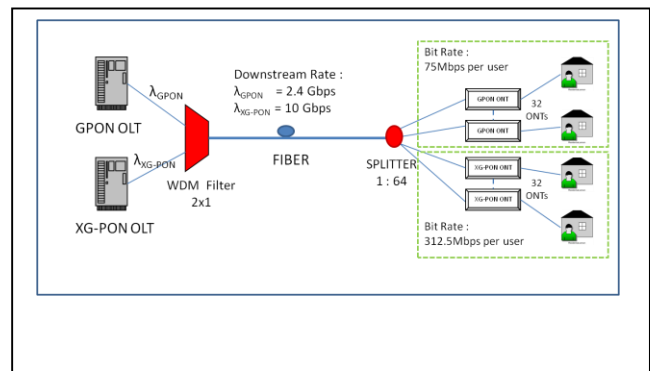 λGPON
GPON OLT
λXG-PON
XG-PON OLT
WDM Filter
2x1
Downstream Rate :
λGPON = 2.4 Gbps
λXG-PON = 10 Gbps
FIBER
SPLITTER
1 : 64
Bit Rate :
75Mbps per user
GPON ONT
GPON ONT
32
ONTs
XG-PON ONT
XG-PON ONT
32
ONTs
Bit Rate :
312.5Mbps per user